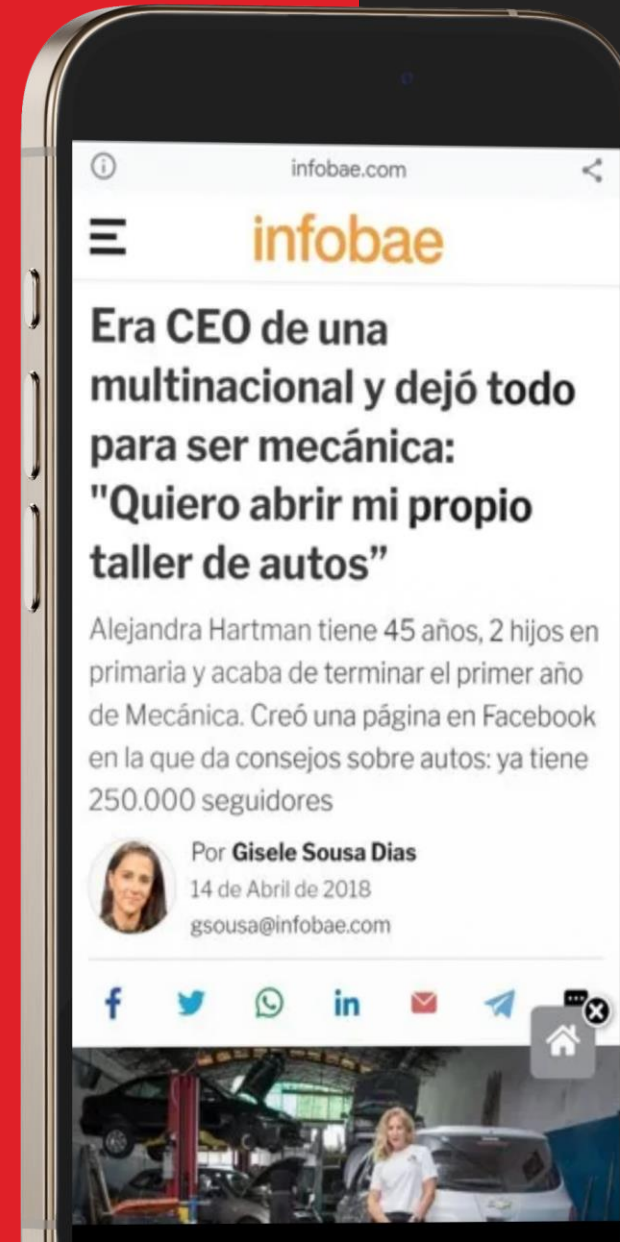 infobae.com
infobae
Era CEO de una
multinacional y dejó todo
para ser mecánica:
"Quiero abrir mi propio
taller de autos”
Alejandra Hartman tiene 45 años, 2 hijos en
primaria y acaba de terminar el primer año
de Mecánica. Creó una página en Facebook
en la que da consejos sobre autos: ya tiene
250.000 seguidores
Por Gisele Sousa Dias
14 de Abril de 2018
gsousa@infobae.com